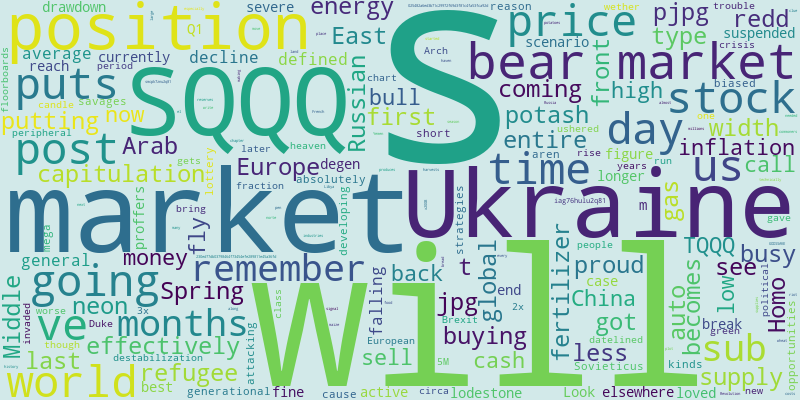 drawdown
severe
energy
reason
wether
trouble
position
Q1
East
price
scenario
pjpg
type
redd
suspended
average
currently
decline
defined
reach
period
chart
Arch
crisis
puts
SQQQ
S
bear market
floorboards
candle
savages
Russian
bull
coming
front
high
stock
biased
putting now
first
potash
peripheral
one
post
Arab
short
entire
day
width
inflation
lottery
later
heaven
ushered
capitulation
Europe
degen
time
aren
rise
figure
run
us
call
gets
fraction
absolutely
longer
years
market
Ukraine
iag76hulu2q81
m
gas
gave
proffers
fly
bring
developing
strategies
mega
general
money
remember
t
global
fertilizer
people
proud
TQQQ
see
busy
Middle
going
back
end
case
political
neon
Spring
Will
jpg
China
auto
becomes
low
Homo
worse
3x
falling
class
2x
datelined
ve
months
Duke
buying
got
break
green
invaded
though
effectively
European
Brexit
Sovieticus
sub
last
destabilization
attacking
sell
5M
cash
less
kinds
supply
opportunities
world
refugee
best
generational
fine
cause
active
circa
lodestone
Look
elsewhere
loved
new